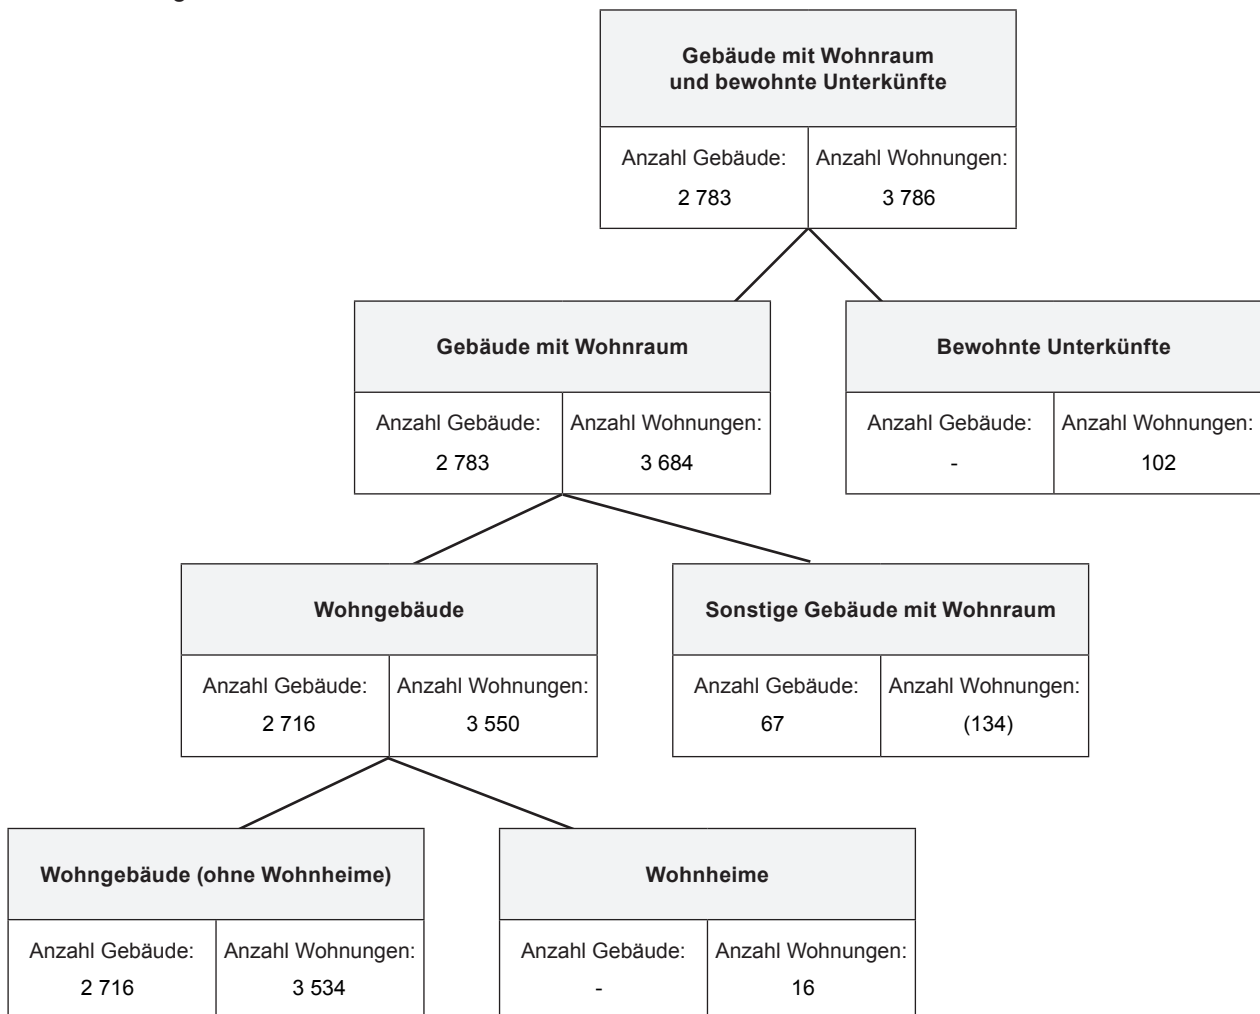 Gebäude mit Wohnraum
und bewohnte Unterkünfte
Anzahl Gebäude: Anzahl Wohnungen:
2 783 3 786
Gebäude mit Wohnraum Bewohnte Unterkünfte
Anzahl Gebäude: Anzahl Wohnungen: Anzahl Gebäude: Anzahl Wohnungen:
2 783 3 684 - 102
Wohngebäude Sonstige Gebäude mit Wohnraum
Anzahl Gebäude: Anzahl Wohnungen: Anzahl Gebäude: Anzahl Wohnungen:
2 716 3 550 67 (134)
Wohngebäude (ohne Wohnheime) Wohnheime
Anzahl Gebäude: Anzahl Wohnungen: Anzahl Gebäude: Anzahl Wohnungen:
2 716 3 534 - 16